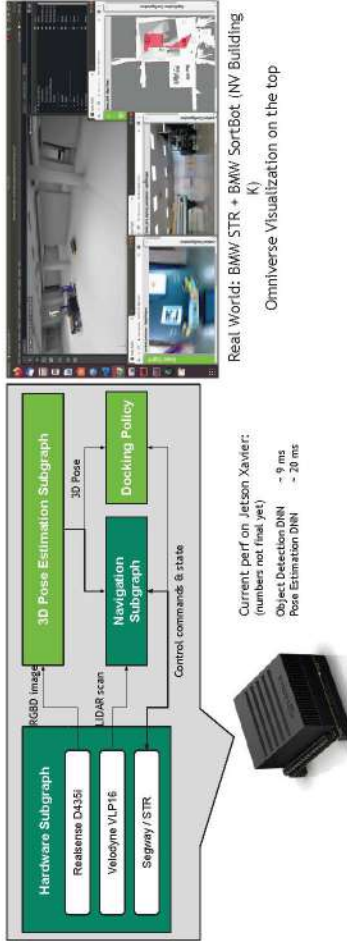 Hardware Subgraph
Realsense D435i
Velodyne VLP16
Segway / STR
RGBD image
LiDAR scan
3D Pose Estimation Subgraph
3D Pose
Navigation
Subgraph
Docking Policy
Control commands & state
Current perf on Jetson Xavier:
(numbers not final yet)
Object Detection DNN ~ 9 ms
Pose Estimation DNN ~ 20 ms
Real World: BMW STR + BMW SortBot (NV Building
K)
Omniverse Visualization on the top